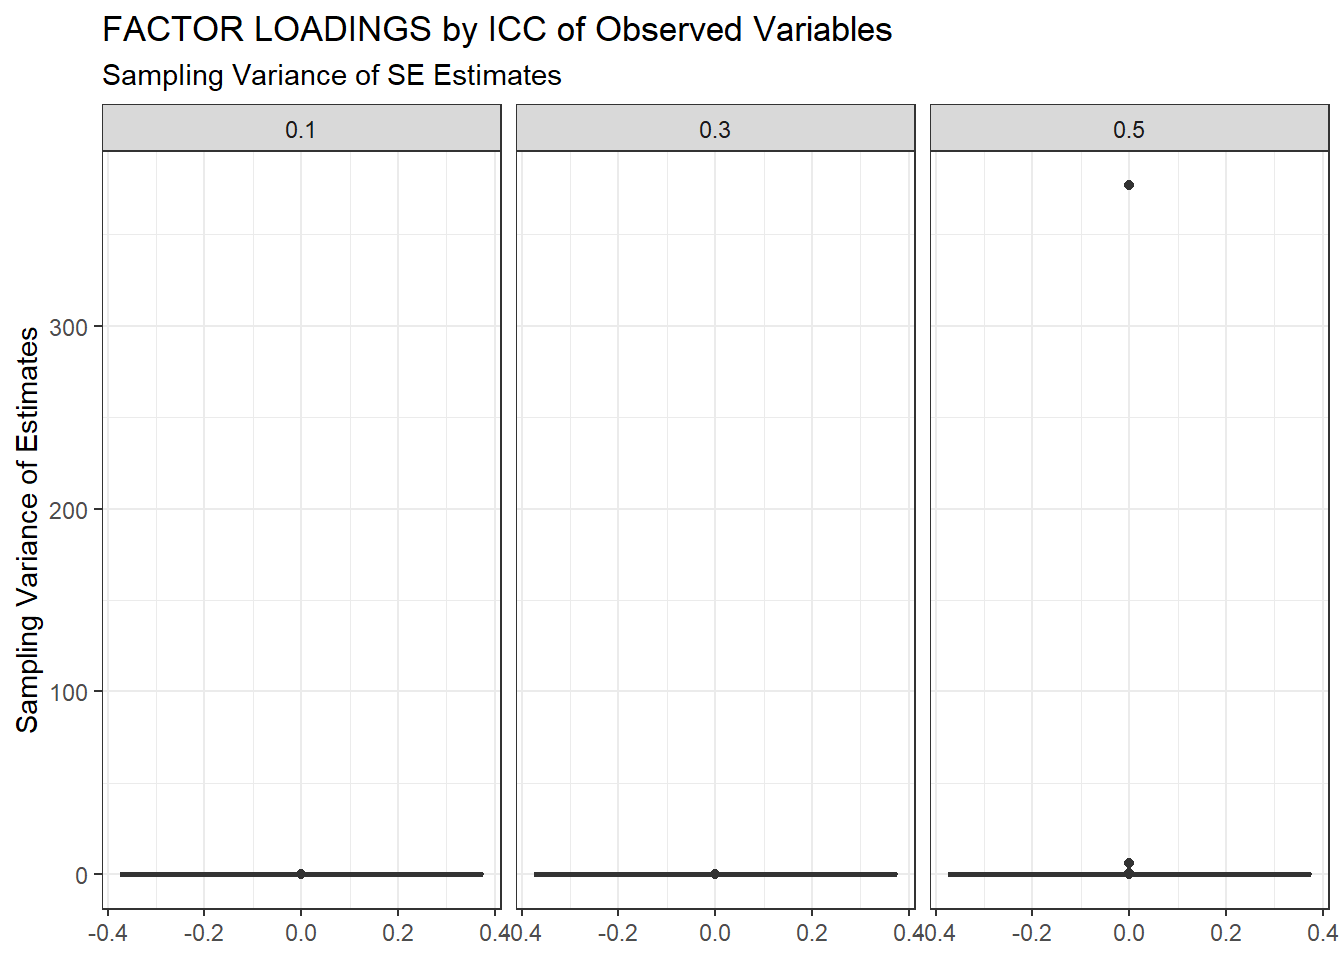 FACTOR LOADINGS by ICC of Observed Variables
Sampling Variance of SE Estimates
0.1 0.3 0.5
Sampling Variance of Estimates
300
200
100
0
-0.4 -0.2 0.0 0.2 0.4 -0.4 -0.2 0.0 0.2 0.4 -0.4 -0.2 0.0 0.2 0.4